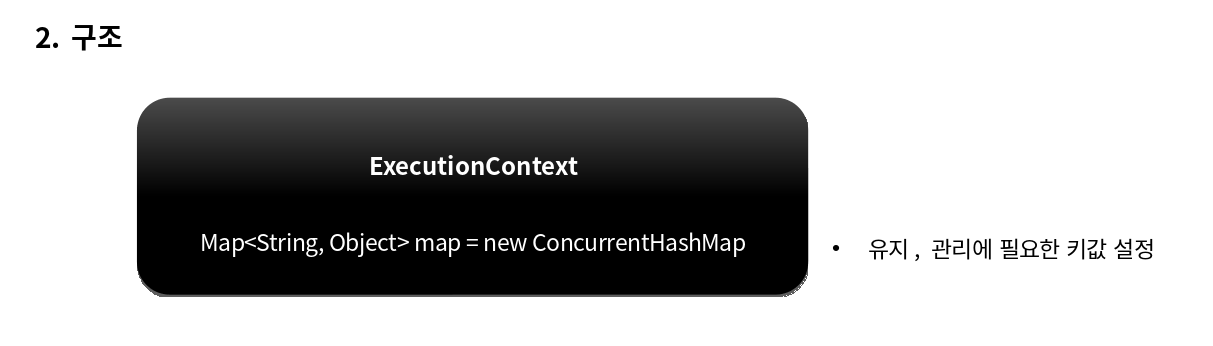 2. 구조
ExecutionContext
Map<String, Object> map = new ConcurrentHashMap
• 유지 , 관리에 필요한 키값 설정